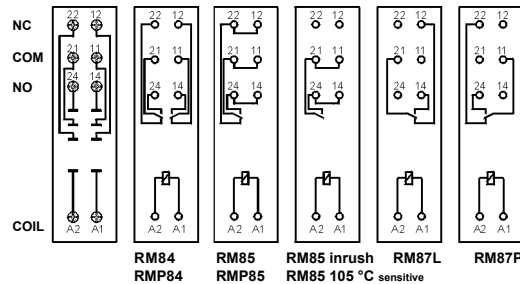 NC 22 12 22 12 22 12 22 12 22 12 22 12
COM 21 11 21 11 21 11 21 11 21 11 21 11
NO 24 14 24 14 24 14 24 14 24 14 24 14
COIL A2 A1 A2 A1 A2 A1 A2 A1 A2 A1 A2 A1
RM84 RM85 RM85 inrush RM87L RM87P
RMP84 RMP85 RM85 105 °C sensitive